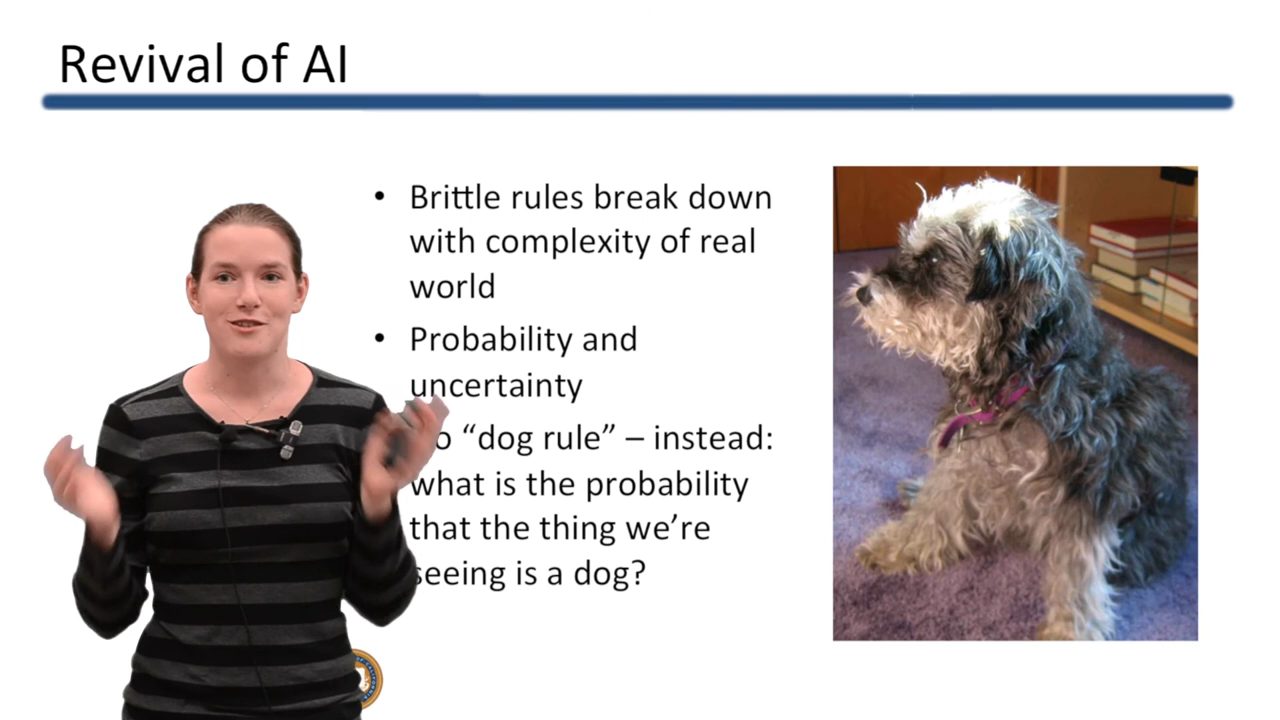 Revival of AI
• Brittle rules break down
with complexity of real
world
• Probability and
uncertainty
“dog rule” – instead:
what is the probability
that the thing we’re
seeing is a dog?